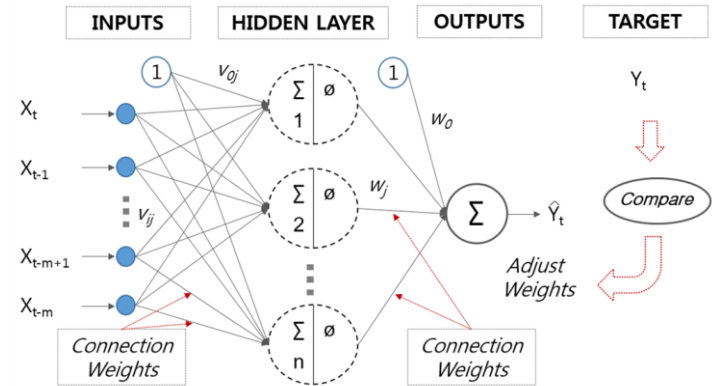 INPUTS
HIDDEN LAYER
OUTPUTS
TARGET
1
v₀ⱼ
Σ ø
1
1
w₀
Yₜ
Xₜ
Xₜ₋₁
vᵢⱼ
Σ ø
2
wⱼ
Σ
Ŷₜ
Compare
Xₜ₋ₘ₊₁
Xₜ₋ₘ
Adjust
Weights
Σ ø
n
Connection
Weights
Connection
Weights